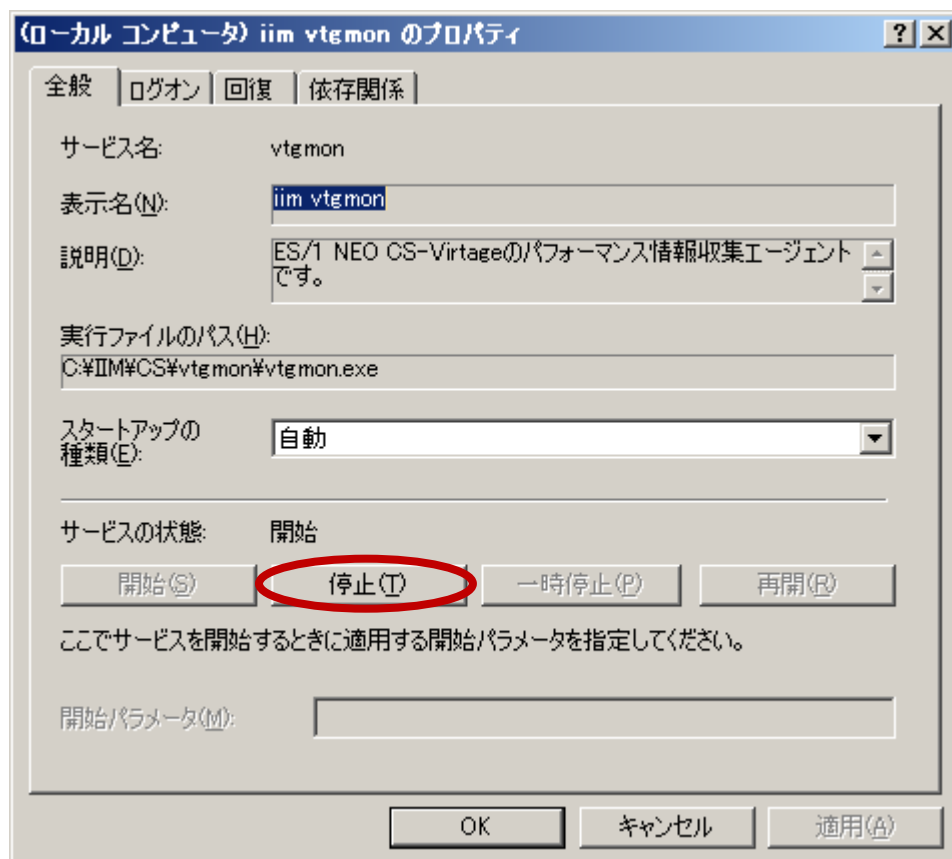 (ローカル コンピュータ) iim vtgmon のプロパティ
全般 ログオン 回復 依存関係
サービス名: vtgmon
表示名(N): iim vtgmon
説明(D): ES/1 NEO CS-Virtageのパフォーマンス情報収集エージェント
です。
実行ファイルのパス(H):
C:¥IIM¥CS¥vtgmon¥vtgmon.exe
スタートアップの
種類(E): 自動
サービスの状態: 開始
開始(S) 停止(T) 一時停止(P) 再開(R)
ここでサービスを開始するときに適用する開始パラメータを指定してください。
開始パラメータ(M):
OK キャンセル 適用(A)